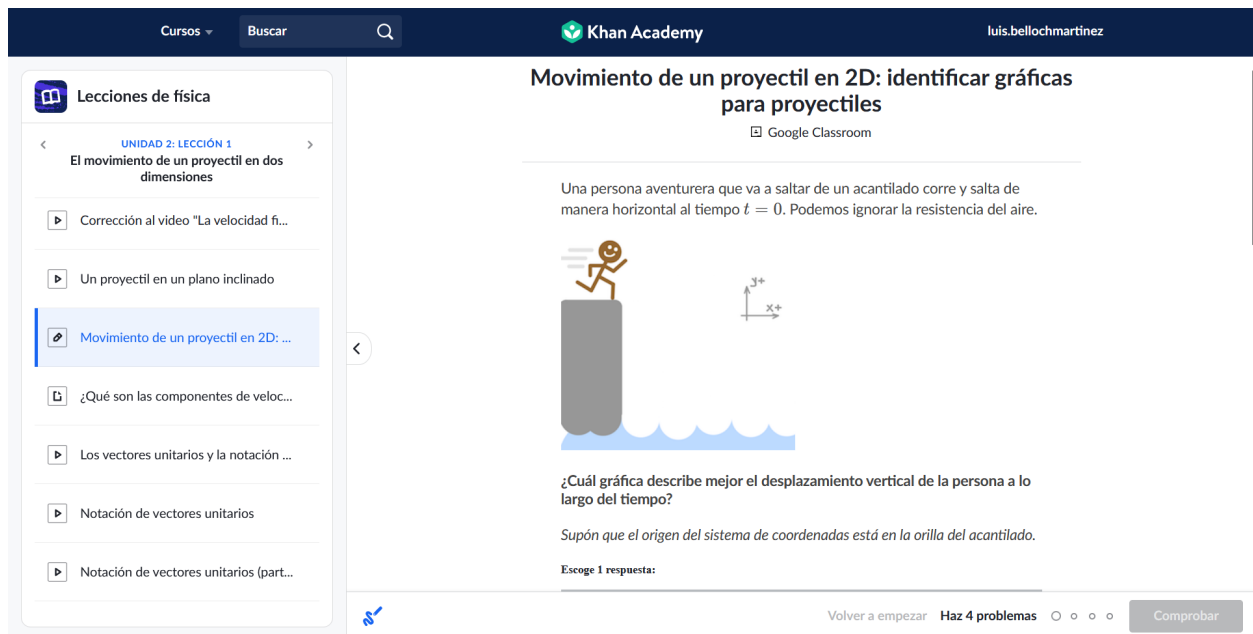 Cursos
Buscar
Khan Academy
luis.bellochmartinez
Lecciones de física
UNIDAD 2: LECCIÓN 1
El movimiento de un proyectil en dos
dimensiones
Corrección al video "La velocidad fi...
Un proyectil en un plano inclinado
Movimiento de un proyectil en 2D: ...
¿Qué son las componentes de veloc...
Los vectores unitarios y la notación ...
Notación de vectores unitarios
Notación de vectores unitarios (part...
Movimiento de un proyectil en 2D: identificar gráficas
para proyectiles
Google Classroom
Una persona aventurera que va a saltar de un acantilado corre y salta de
manera horizontal al tiempo t = 0. Podemos ignorar la resistencia del aire.
y+
x+
¿Cuál gráfica describe mejor el desplazamiento vertical de la persona a lo
largo del tiempo?
Supón que el origen del sistema de coordenadas está en la orilla del acantilado.
Escoge 1 respuesta:
Volver a empezar
Haz 4 problemas
Comprobar